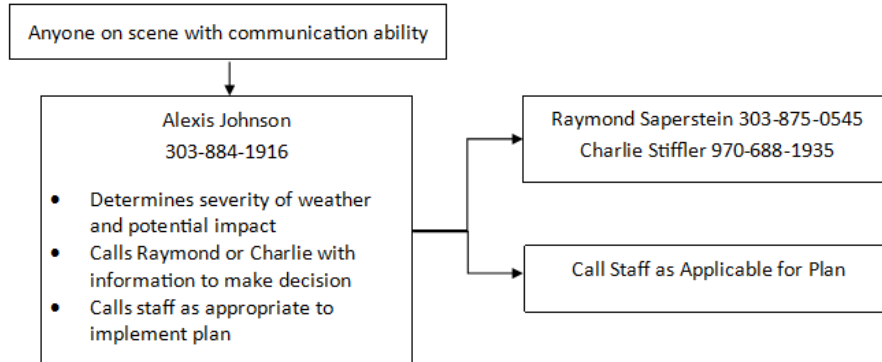 Anyone on scene with communication ability
Alexis Johnson
303-884-1916
• Determines severity of weather
and potential impact
• Calls Raymond or Charlie with
information to make decision
• Calls staff as appropriate to
implement plan
Raymond Saperstein 303-875-0545
Charlie Stiffler 970-688-1935
Call Staff as Applicable for Plan